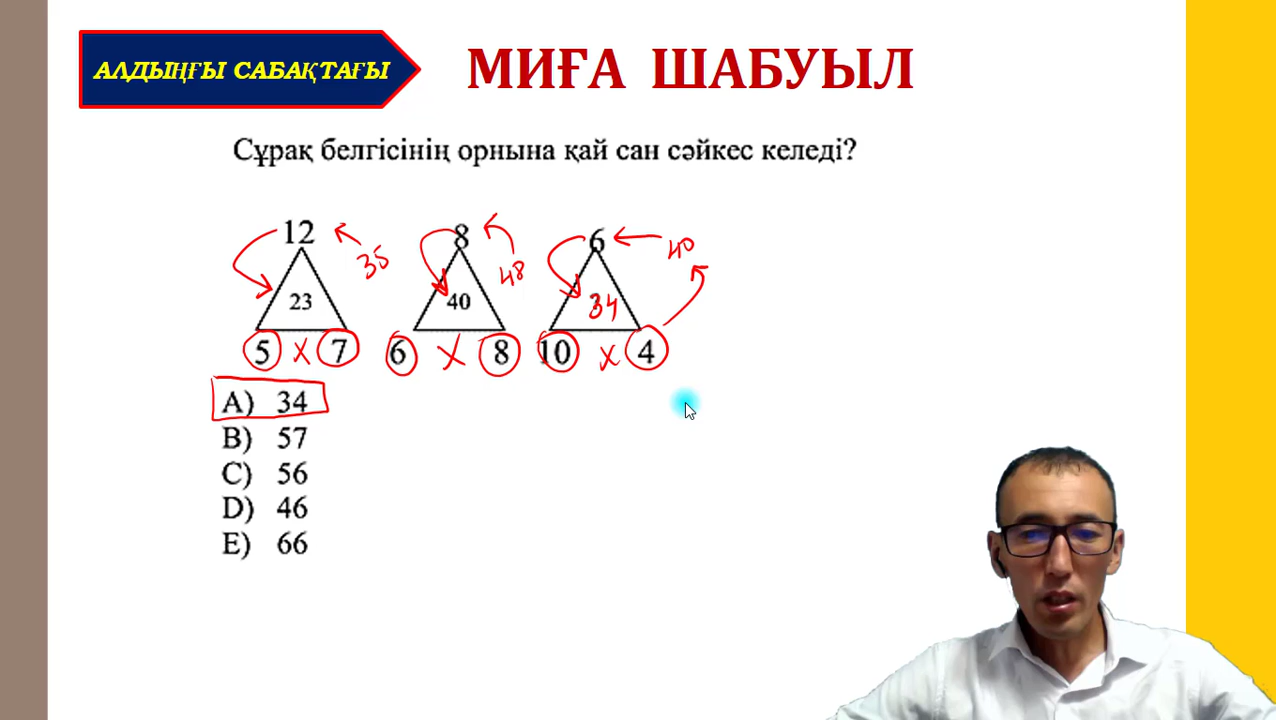 АЛДЫҢҒЫ САБАҚТАҒЫ
МИҒА ШАБУЫЛ
Сұрақ белгісінің орнына қай сан сәйкес келеді?
12 35 8 48 6 40
23 40 34
5 x 7 6 x 8 10 x 4
A) 34
B) 57
C) 56
D) 46
E) 66